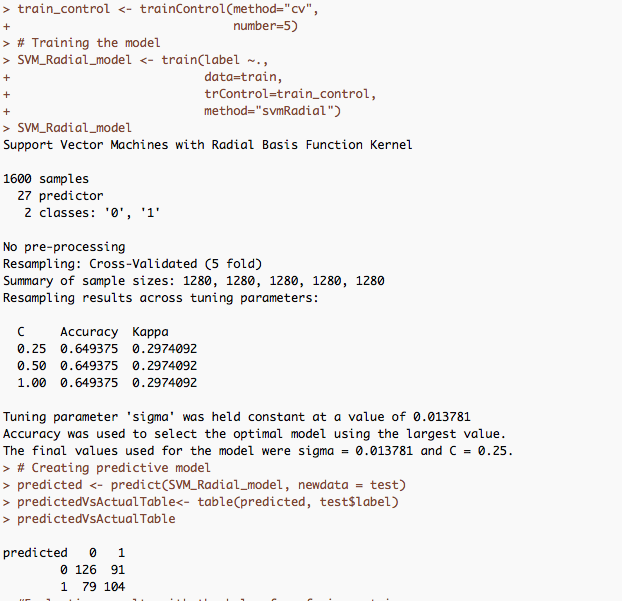 > train_control <- trainControl(method="cv",
+                               number=5)
> # Training the model
> SVM_Radial_model <- train(label ~.,
+                           data=train,
+                           trControl=train_control,
+                           method="svmRadial")
> SVM_Radial_model
Support Vector Machines with Radial Basis Function Kernel

1600 samples
  27 predictor
   2 classes: '0', '1'

No pre-processing
Resampling: Cross-Validated (5 fold)
Summary of sample sizes: 1280, 1280, 1280, 1280, 1280
Resampling results across tuning parameters:

  C     Accuracy  Kappa
  0.25  0.649375  0.2974092
  0.50  0.649375  0.2974092
  1.00  0.649375  0.2974092

Tuning parameter 'sigma' was held constant at a value of 0.013781
Accuracy was used to select the optimal model using the largest value.
The final values used for the model were sigma = 0.013781 and C = 0.25.
> # Creating predictive model
> predicted <- predict(SVM_Radial_model, newdata = test)
> predictedVsActualTable<- table(predicted, test$label)
> predictedVsActualTable

predicted   0   1
        0 126  91
        1  79 104